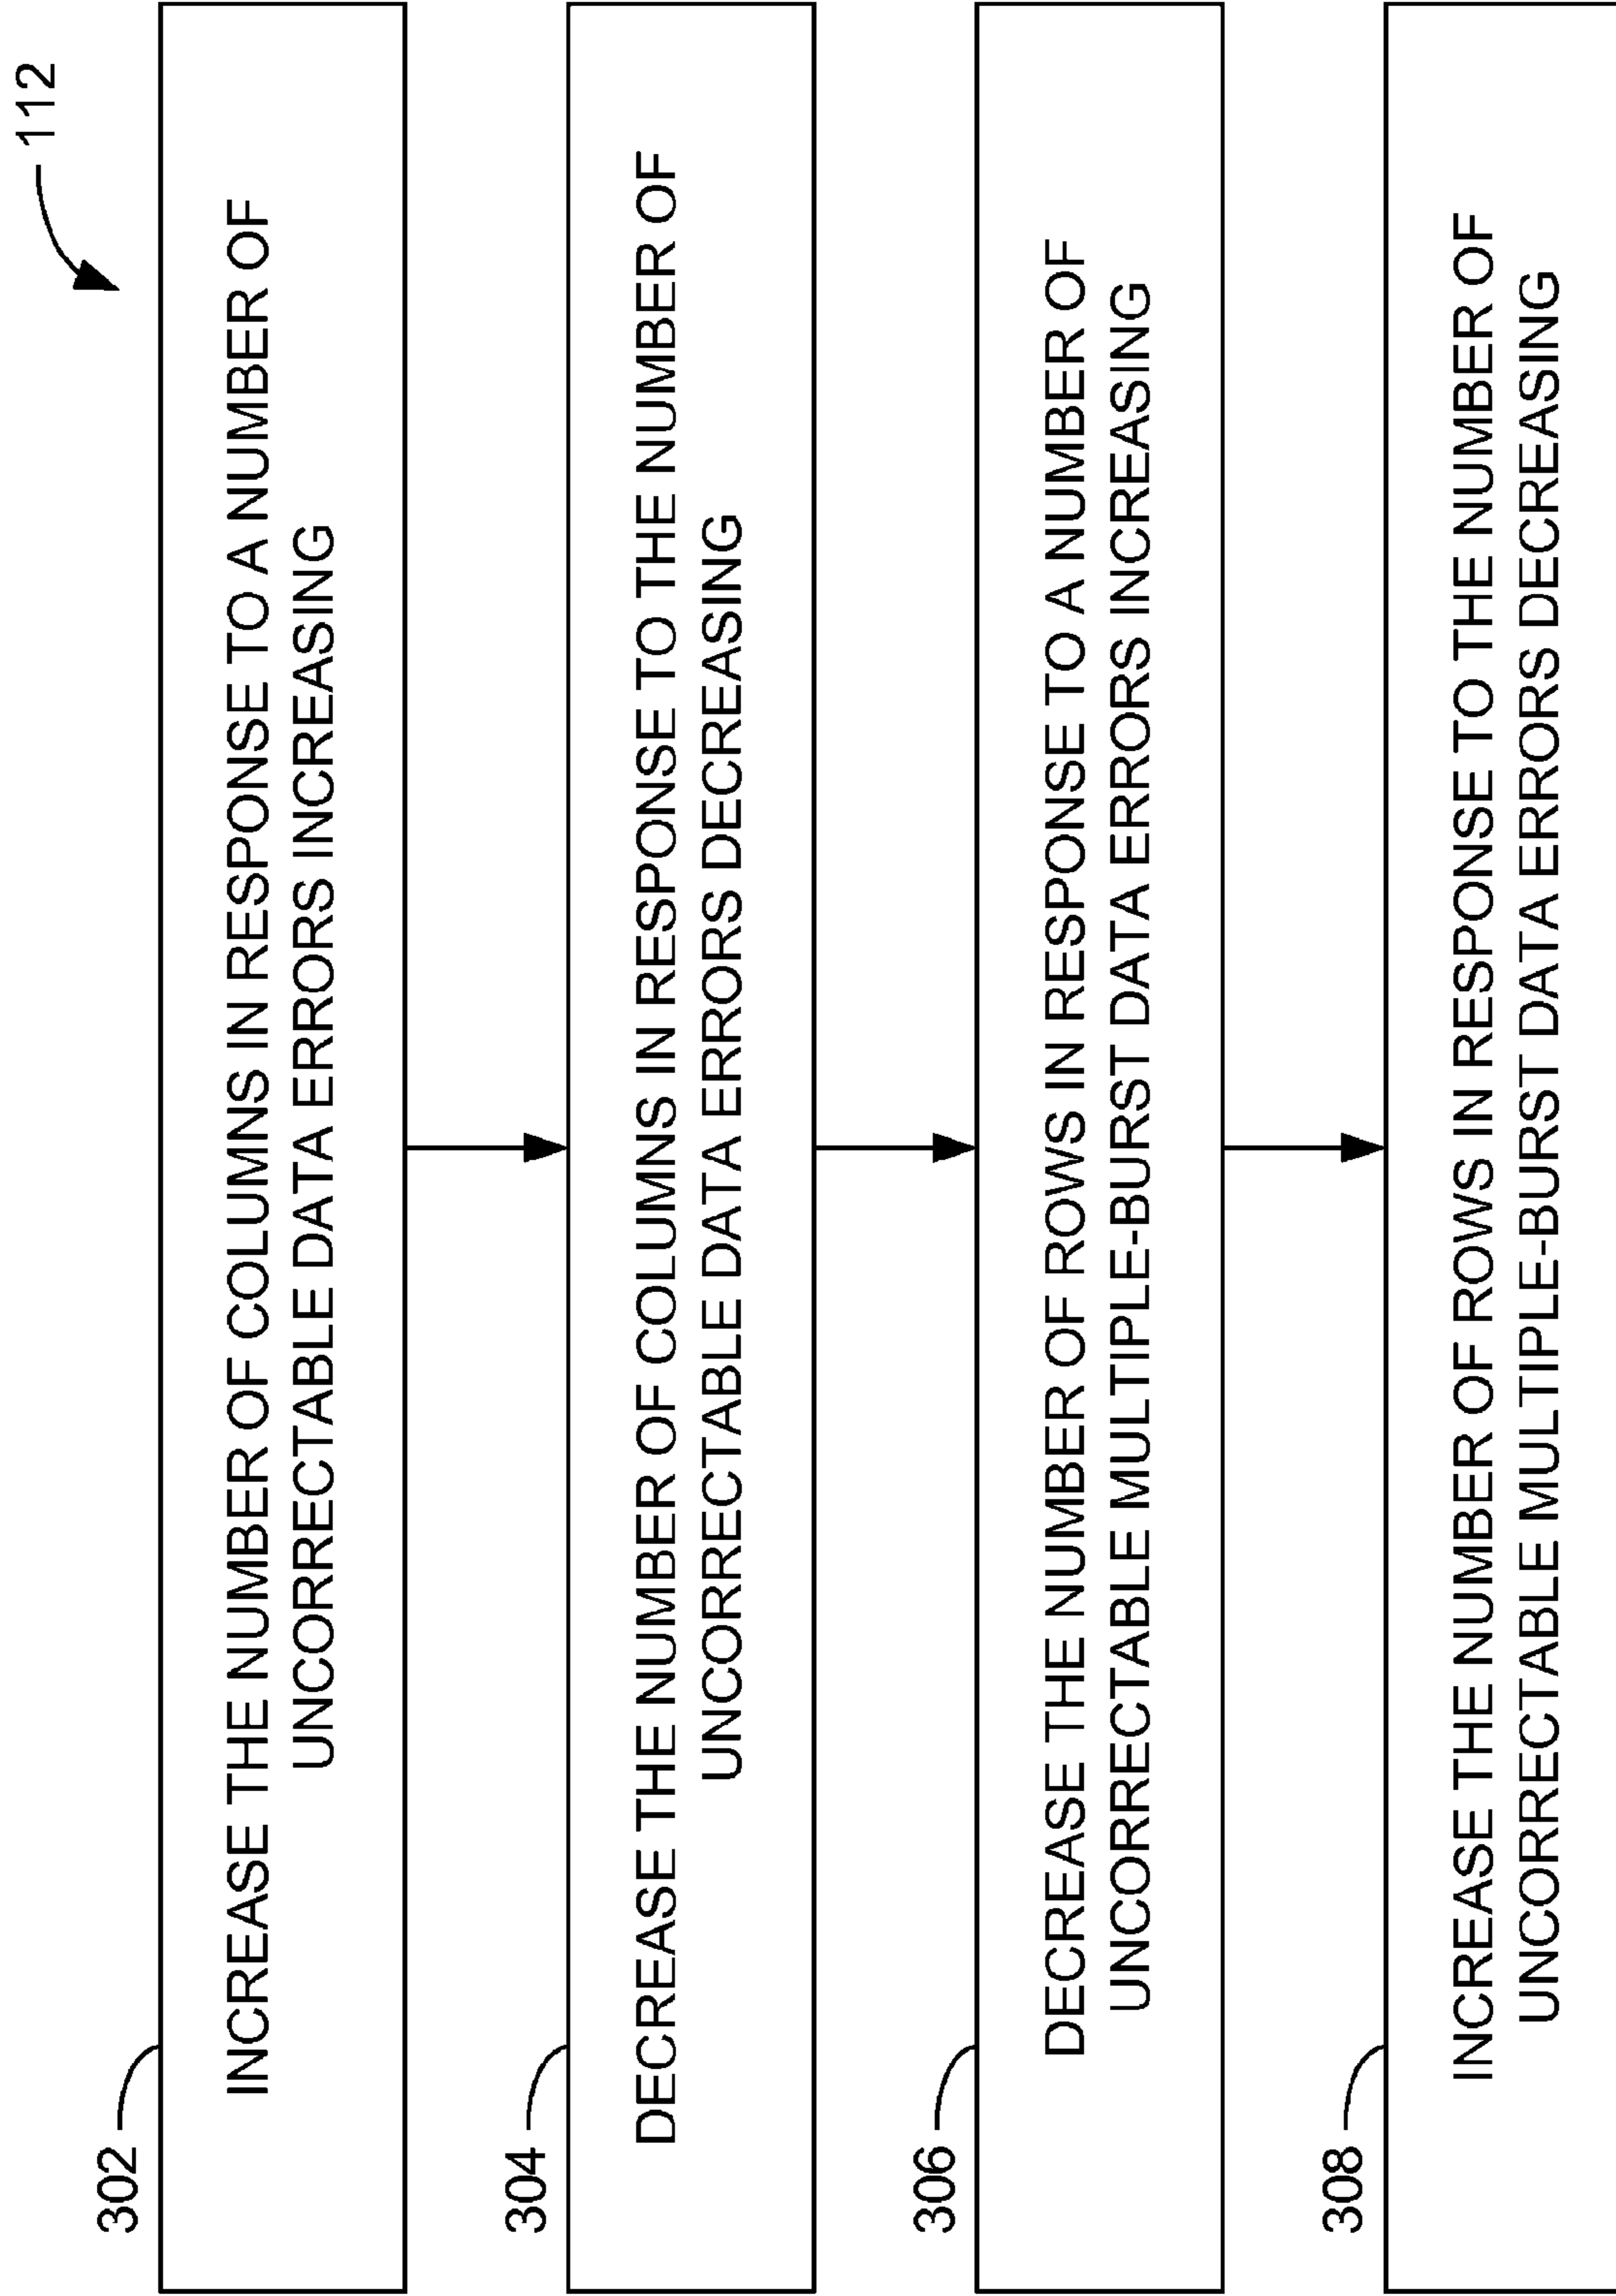 112
302
INCREASE THE NUMBER OF COLUMNS IN RESPONSE TO A NUMBER OF
UNCORRECTABLE DATA ERRORS INCREASING
304
DECREASE THE NUMBER OF COLUMNS IN RESPONSE TO THE NUMBER OF
UNCORRECTABLE DATA ERRORS DECREASING
306
DECREASE THE NUMBER OF ROWS IN RESPONSE TO A NUMBER OF
UNCORRECTABLE MULTIPLE-BURST DATA ERRORS INCREASING
308
INCREASE THE NUMBER OF ROWS IN RESPONSE TO THE NUMBER OF
UNCORRECTABLE MULTIPLE-BURST DATA ERRORS DECREASING